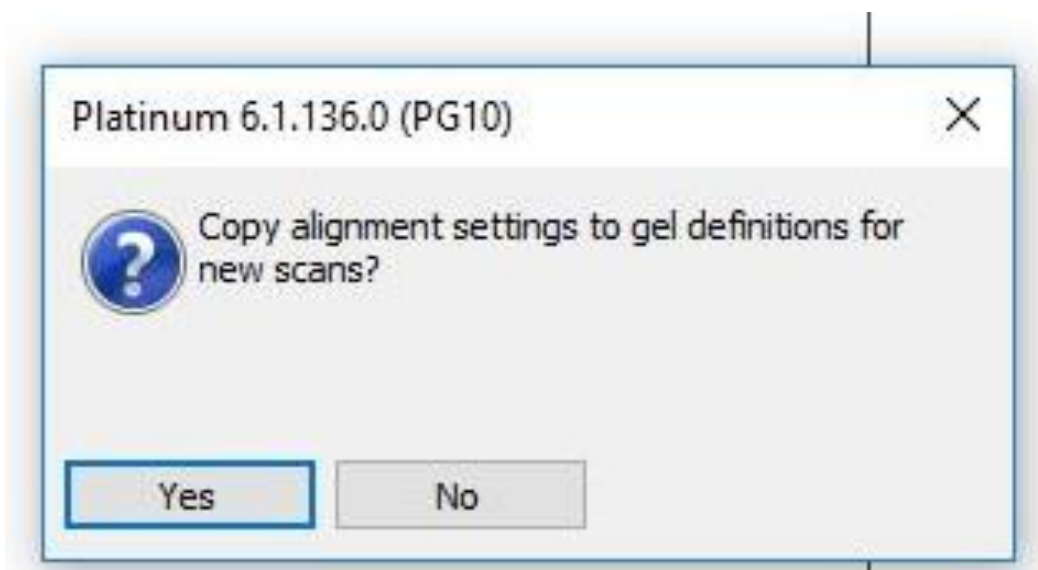 Platinum 6.1.136.0 (PG10)
Copy alignment settings to gel definitions for
new scans?
Yes No